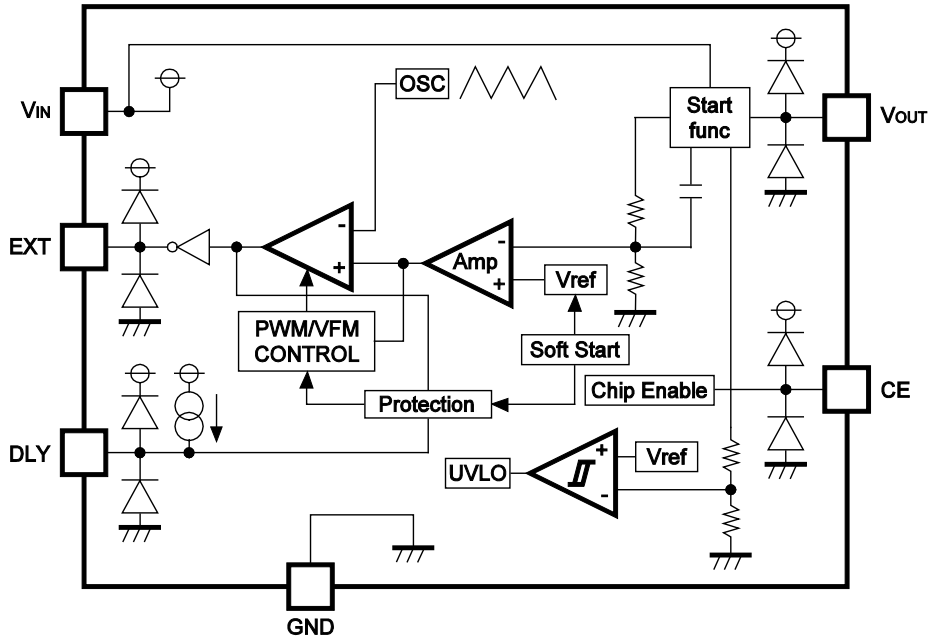 OSC
VIN
Start
func
VOUT
-
EXT
+
-
Amp
+
Vref
PWM/VFM
CONTROL
Soft Start
Chip Enable
CE
Protection
DLY
+
Vref
UVLO
-
GND